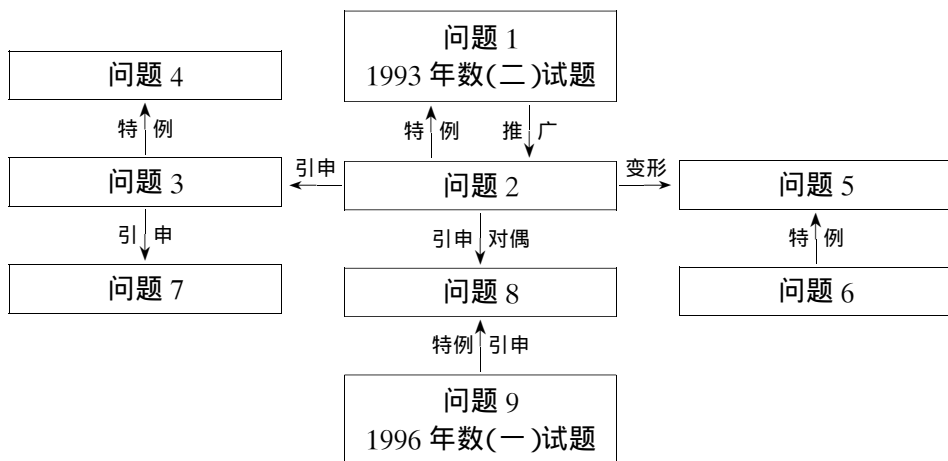 问题 1
1993 年数(二)试题
问题 4
特 例
特 例
推 广
问题 3
引申
问题 2
变形
问题 5
引 申
引申 对偶
特 例
问题 7
问题 8
问题 6
特例 引申
问题 9
1996 年数(一)试题